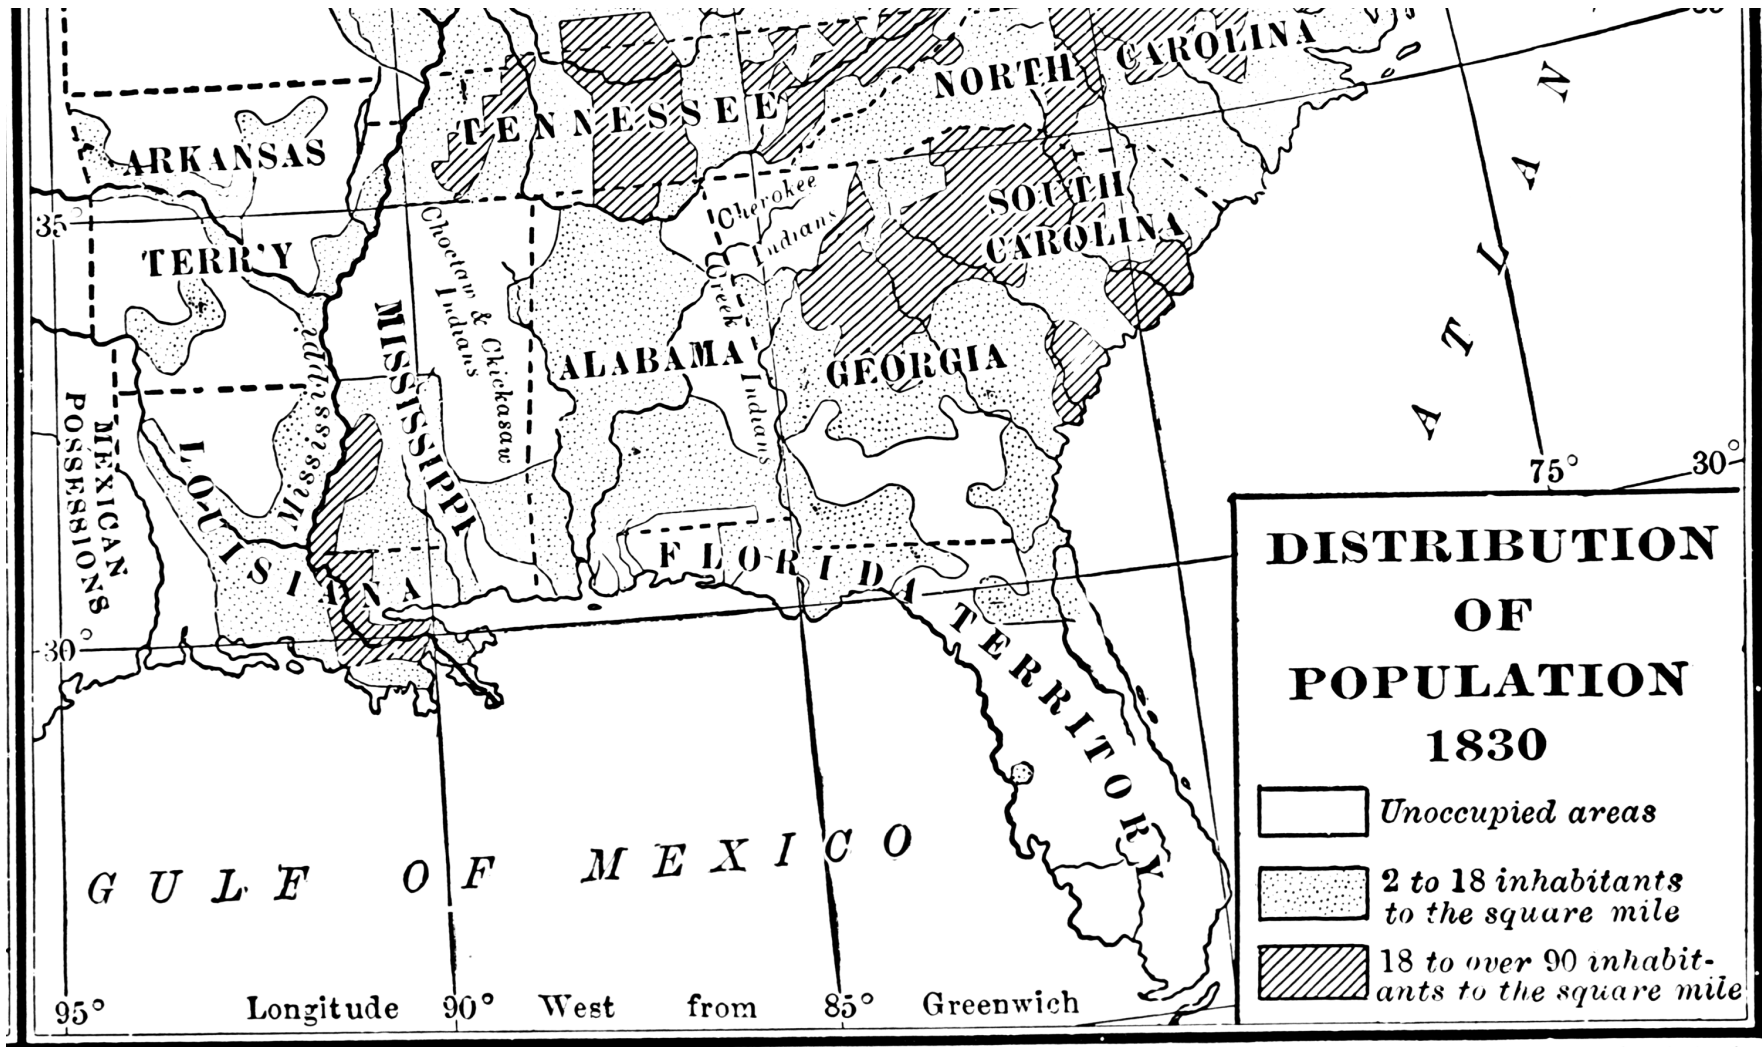 NORTH CAROLINA
TENNESSEE
ARKANSAS
TERR'Y
SOUTH
CAROLINA
Cherokee
Indians
Creek
Indians
Choctaw & Chickasaw
Indians
35°
MISSISSIPPI
Mississippi
ALABAMA
GEORGIA
LOUISIANA
MEXICAN
POSSESSIONS
FLORIDA
TERRITORY
ATLAN
75°
30°
30°
GULF OF MEXICO
95° Longitude 90° West from 85° Greenwich
DISTRIBUTION
OF
POPULATION
1830
Unoccupied areas
2 to 18 inhabitants
to the square mile
18 to over 90 inhabit-
ants to the square mile